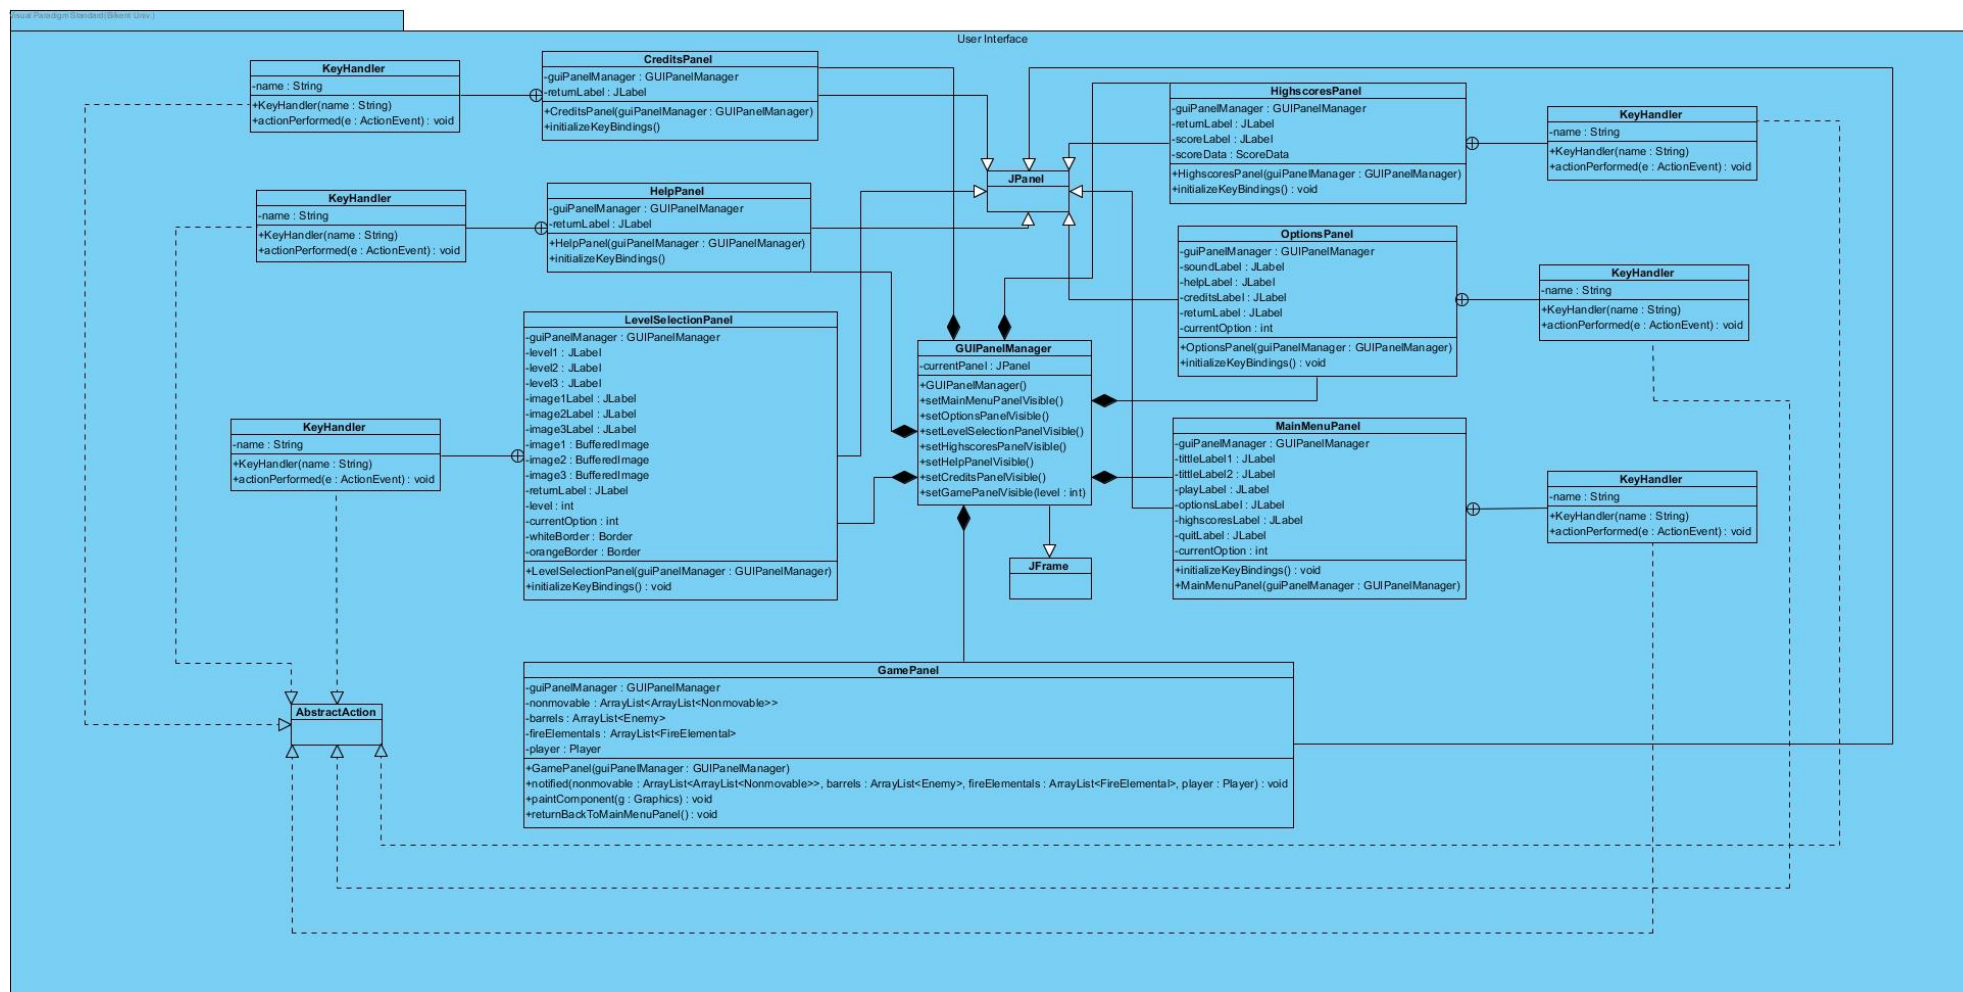 Visual Paradigm Standard(Bilkent Univ.)
User Interface
KeyHandler
-name : String
+KeyHandler(name : String)
+actionPerformed(e : ActionEvent) : void
CreditsPanel
-guiPanelManager : GUIPanelManager
-returnLabel : JLabel
+CreditsPanel(guiPanelManager : GUIPanelManager)
+initializeKeyBindings()
HighscoresPanel
-guiPanelManager : GUIPanelManager
-returnLabel : JLabel
-scoreLabel : JLabel
-scoreData : ScoreData
+HighscoresPanel(guiPanelManager : GUIPanelManager)
+initializeKeyBindings() : void
KeyHandler
-name : String
+KeyHandler(name : String)
+actionPerformed(e : ActionEvent) : void
JPanel
KeyHandler
-name : String
+KeyHandler(name : String)
+actionPerformed(e : ActionEvent) : void
HelpPanel
-guiPanelManager : GUIPanelManager
-returnLabel : JLabel
+HelpPanel(guiPanelManager : GUIPanelManager)
+initializeKeyBindings()
OptionsPanel
-guiPanelManager : GUIPanelManager
-soundLabel : JLabel
-helpLabel : JLabel
-creditsLabel : JLabel
-returnLabel : JLabel
-currentOption : int
+OptionsPanel(guiPanelManager : GUIPanelManager)
+initializeKeyBindings() : void
KeyHandler
-name : String
+KeyHandler(name : String)
+actionPerformed(e : ActionEvent) : void
LevelSelectionPanel
-guiPanelManager : GUIPanelManager
-level1 : JLabel
-level2 : JLabel
-level3 : JLabel
-image1Label : JLabel
-image2Label : JLabel
-image3Label : JLabel
-image1 : BufferedImage
-image2 : BufferedImage
-image3 : BufferedImage
-returnLabel : JLabel
-level : int
-currentOption : int
-whiteBorder : Border
-orangeBorder : Border
+LevelSelectionPanel(guiPanelManager : GUIPanelManager)
+initializeKeyBindings() : void
GUIPanelManager
-currentPanel : JPanel
+GUIPanelManager()
+setMainMenuPanelVisible()
+setOptionsPanelVisible()
+setLevelSelectionPanelVisible()
+setHighscoresPanelVisible()
+setHelpPanelVisible()
+setCreditsPanelVisible()
+setGamePanelVisible(level : int)
KeyHandler
-name : String
+KeyHandler(name : String)
+actionPerformed(e : ActionEvent) : void
MainMenuPanel
-guiPanelManager : GUIPanelManager
-tittleLabel1 : JLabel
-tittleLabel2 : JLabel
-playLabel : JLabel
-optionsLabel : JLabel
-highscoresLabel : JLabel
-quitLabel : JLabel
-currentOption : int
+initializeKeyBindings() : void
+MainMenuPanel(guiPanelManager : GUIPanelManager)
KeyHandler
-name : String
+KeyHandler(name : String)
+actionPerformed(e : ActionEvent) : void
JFrame
GamePanel
-guiPanelManager : GUIPanelManager
-nonmovable : ArrayList<ArrayList<Nonmovable>>
-barrels : ArrayList<Enemy>
-fireElementals : ArrayList<FireElemental>
-player : Player
+GamePanel(guiPanelManager : GUIPanelManager)
+notified(nonmovable : ArrayList<ArrayList<Nonmovable>>, barrels : ArrayList<Enemy>, fireElementals : ArrayList<FireElemental>, player : Player) : void
+paintComponent(g : Graphics) : void
+returnBackToMainMenuPanel() : void
AbstractAction